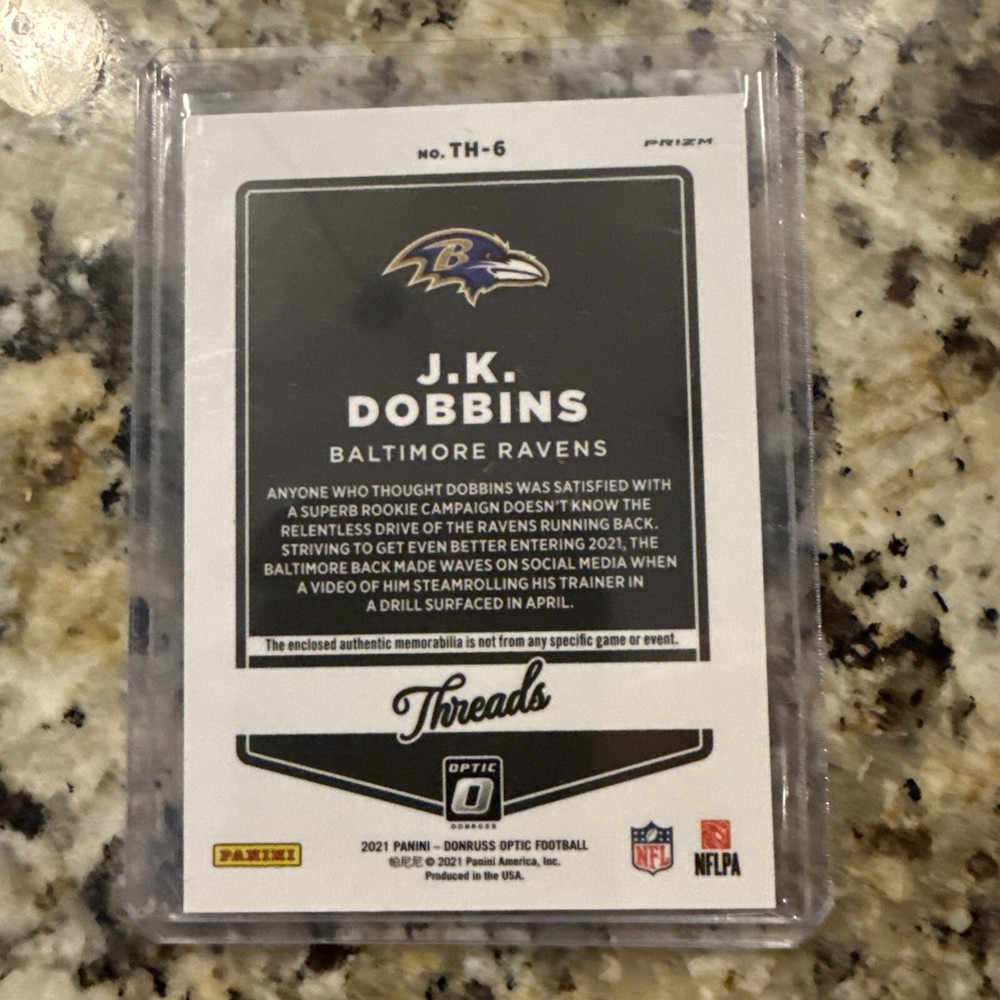 NO. TH-6
PRIZM
B
J.K.
DOBBINS
BALTIMORE RAVENS
ANYONE WHO THOUGHT DOBBINS WAS SATISFIED WITH
A SUPERB ROOKIE CAMPAIGN DOESN'T KNOW THE
RELENTLESS DRIVE OF THE RAVENS RUNNING BACK.
STRIVING TO GET EVEN BETTER ENTERING 2021, THE
BALTIMORE BACK MADE WAVES ON SOCIAL MEDIA WHEN
A VIDEO OF HIM STEAMROLLING HIS TRAINER IN
A DRILL SURFACED IN APRIL.
The enclosed authentic memorabilia is not from any specific game or event.
Threads
OPTIC
O
DONRUSS
PANINI
2021 PANINI – DONRUSS OPTIC FOOTBALL
帕尼尼 © 2021 Panini America, Inc.
Produced in the USA.
NFL
NFLPA